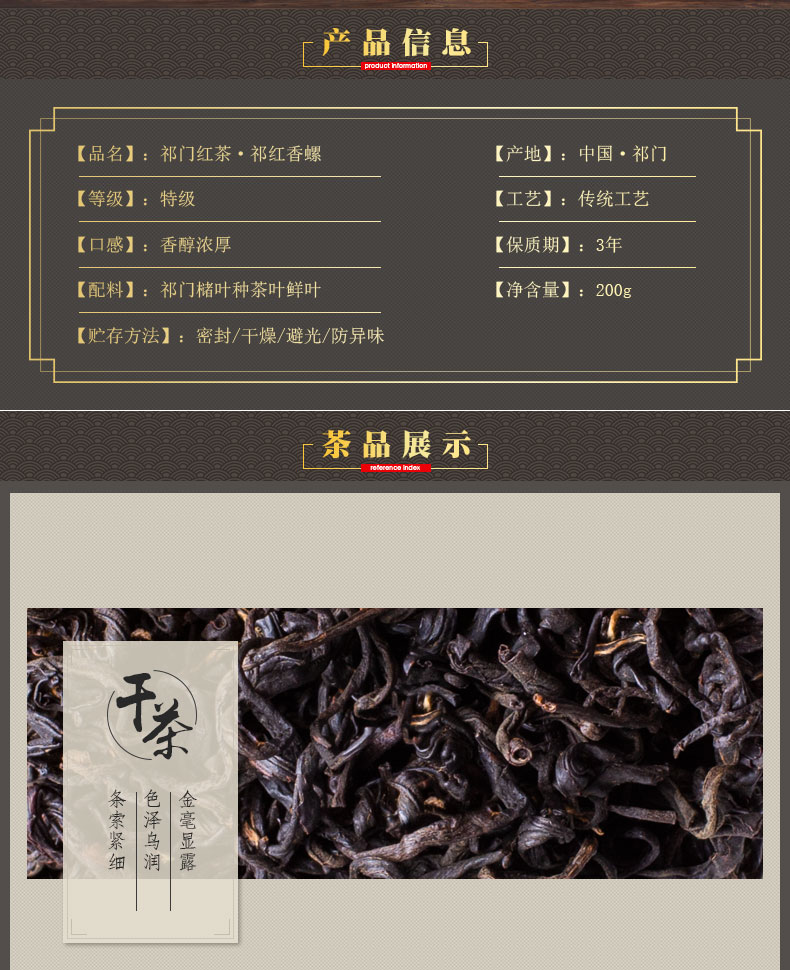 产品信息
product information
【品名】：祁门红茶·祁红香螺
【产地】：中国·祁门
【等级】：特级
【工艺】：传统工艺
【口感】：香醇浓厚
【保质期】：3年
【配料】：祁门槠叶种茶叶鲜叶
【净含量】：200g
【贮存方法】：密封/干燥/避光/防异味
茶品展示
reference index
干茶
金毫显露
色泽乌润
条索紧细